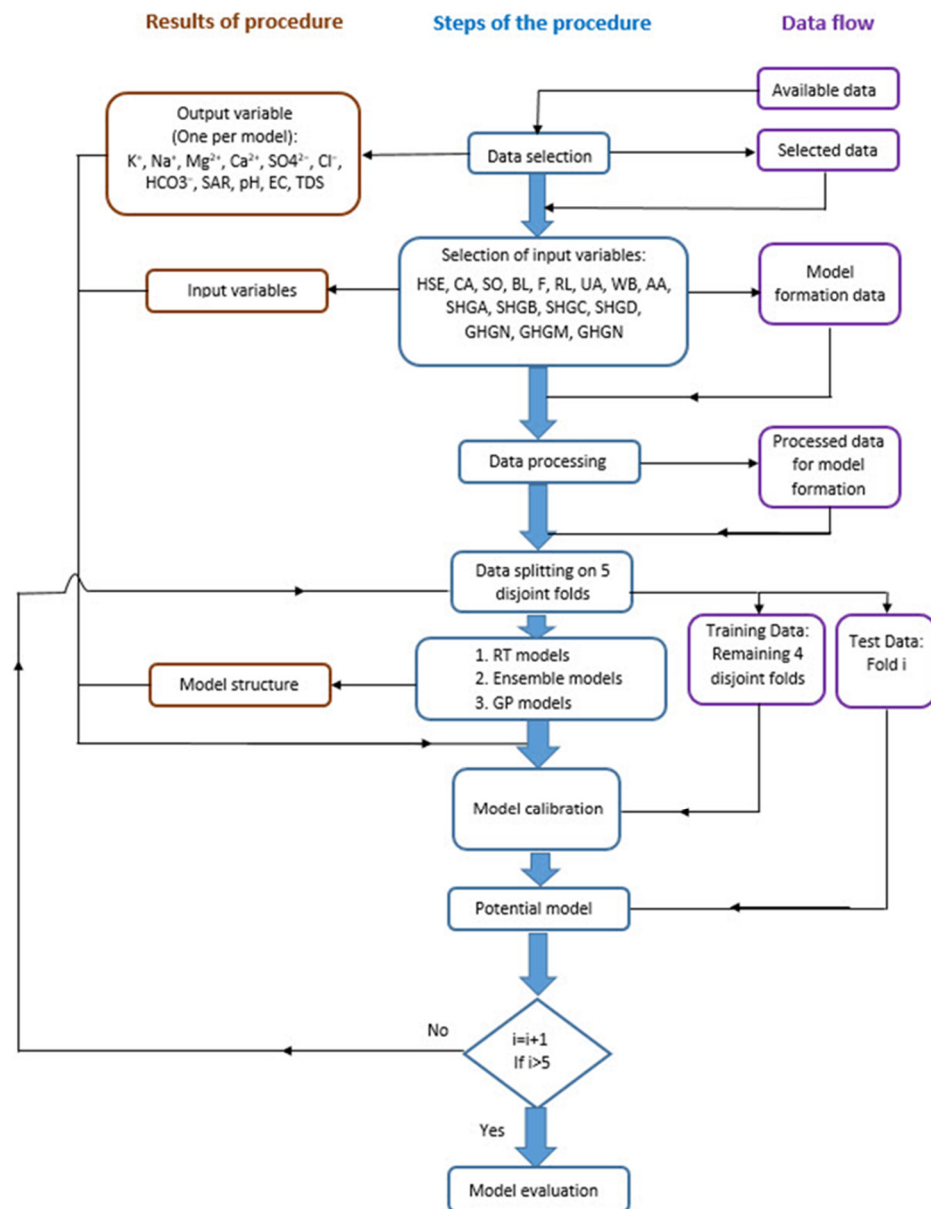 Results of procedure
Steps of the procedure
Data flow
Available data
Output variable
(One per model):
K⁺, Na⁺, Mg²⁺, Ca²⁺, SO4²⁻, Cl⁻,
HCO3⁻, SAR, pH, EC, TDS
Data selection
Selected data
Selection of input variables:
HSE, CA, SO, BL, F, RL, UA, WB, AA,
SHGA, SHGB, SHGC, SHGD,
GHGN, GHGM, GHGN
Input variables
Model
formation data
Data processing
Processed data
for model
formation
Data splitting on 5
disjoint folds
Training Data:
Remaining 4
disjoint folds
Test Data:
Fold i
1. RT models
2. Ensemble models
3. GP models
Model structure
Model calibration
Potential model
No
i=i+1
If i>5
Yes
Model evaluation